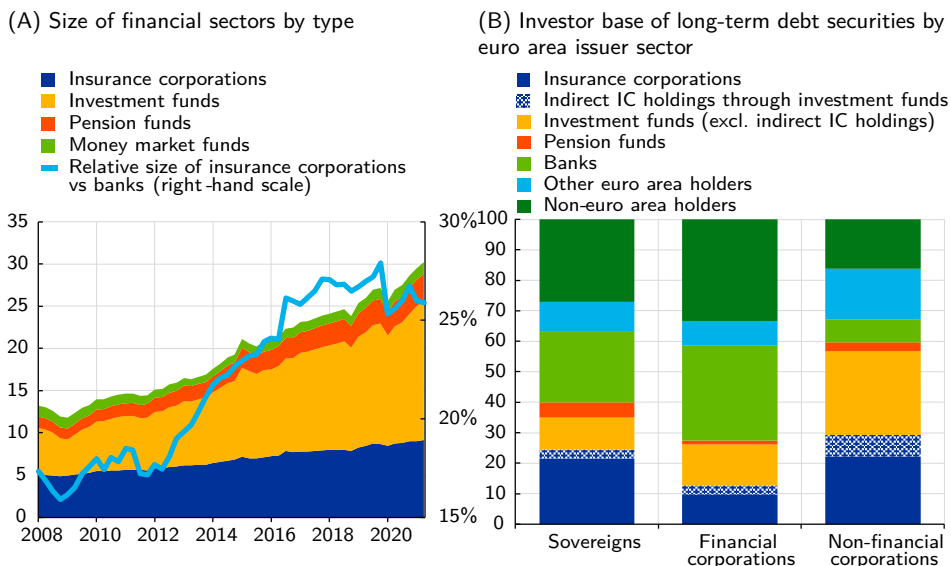 (A) Size of financial sectors by type
Insurance corporations
Investment funds
Pension funds
Money market funds
Relative size of insurance corporations
vs banks (right-hand scale)
35
30
25
20
15
10
5
0
30%
25%
20%
15%
2008
2010
2012
2014
2016
2018
2020
(B) Investor base of long-term debt securities by
euro area issuer sector
Insurance corporations
Indirect IC holdings through investment funds
Investment funds (excl. indirect IC holdings)
Pension funds
Banks
Other euro area holders
Non-euro area holders
100
90
80
70
60
50
40
30
20
10
0
Sovereigns
Financial
corporations
Non-financial
corporations